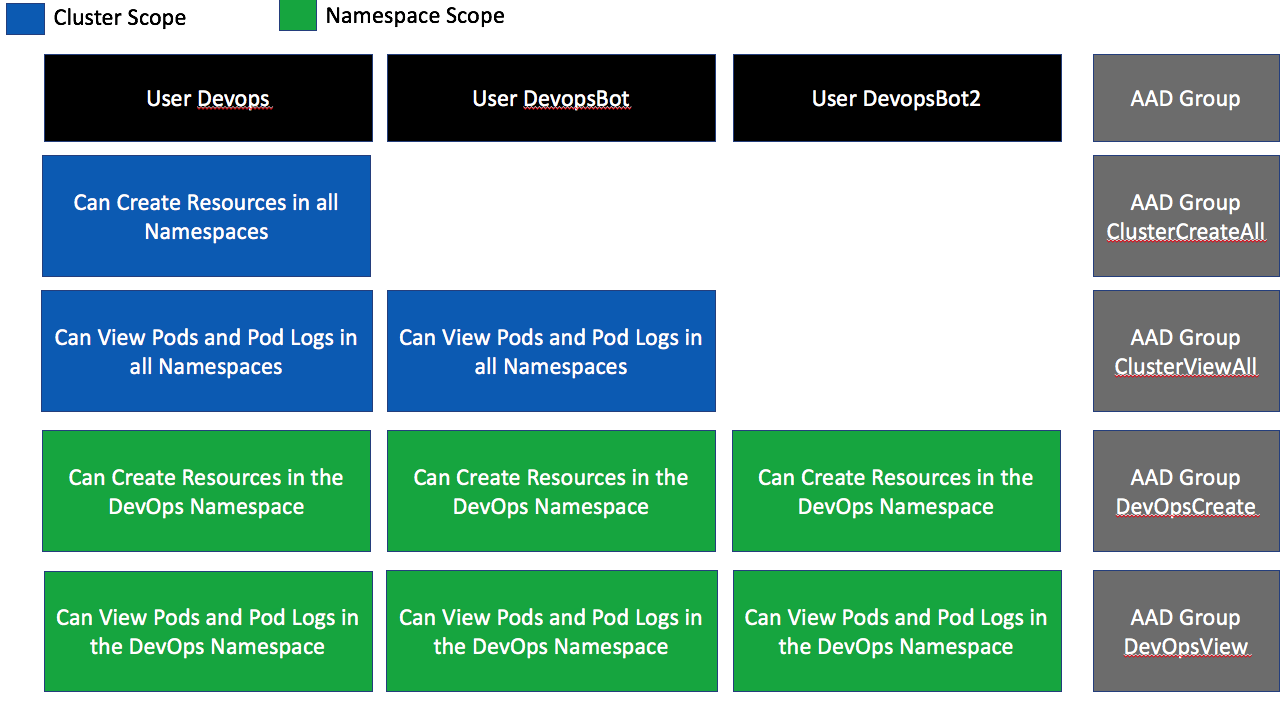 Cluster Scope
Namespace Scope
User Devops
User DevopsBot
User DevopsBot2
AAD Group
Can Create Resources in all
Namespaces
AAD Group
ClusterCreateAll
Can View Pods and Pod Logs in
all Namespaces
Can View Pods and Pod Logs in
all Namespaces
AAD Group
ClusterViewAll
Can Create Resources in the
DevOps Namespace
Can Create Resources in the
DevOps Namespace
Can Create Resources in the
DevOps Namespace
AAD Group
DevOpsCreate
Can View Pods and Pod Logs in
the DevOps Namespace
Can View Pods and Pod Logs in
the DevOps Namespace
Can View Pods and Pod Logs in
the DevOps Namespace
AAD Group
DevOpsView